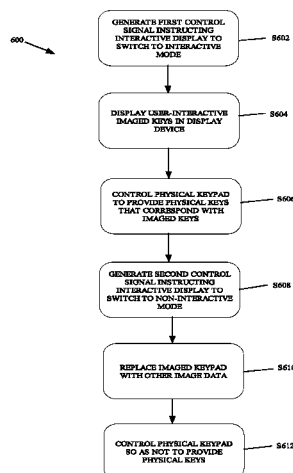 600
GENERATE FIRST CONTROL
SIGNAL INSTRUCTING
INTERACTIVE DISPLAY TO
SWITCH TO INTERACTIVE
MODE
S602
DISPLAY USER-INTERACTIVE
IMAGED KEYS IN DISPLAY
DEVICE
S604
CONTROL PHYSICAL KEYPAD
TO PROVIDE PHYSICAL KEYS
THAT CORRESPOND WITH
IMAGED KEYS
S606
GENERATE SECOND CONTROL
SIGNAL INSTRUCTING
INTERACTIVE DISPLAY TO
SWITCH TO NON-INTERACTIVE
MODE
S608
REPLACE IMAGED KEYPAD
WITH OTHER IMAGE DATA
S610
CONTROL PHYSICAL KEYPAD
SO AS NOT TO PROVIDE
PHYSICAL KEYS
S612